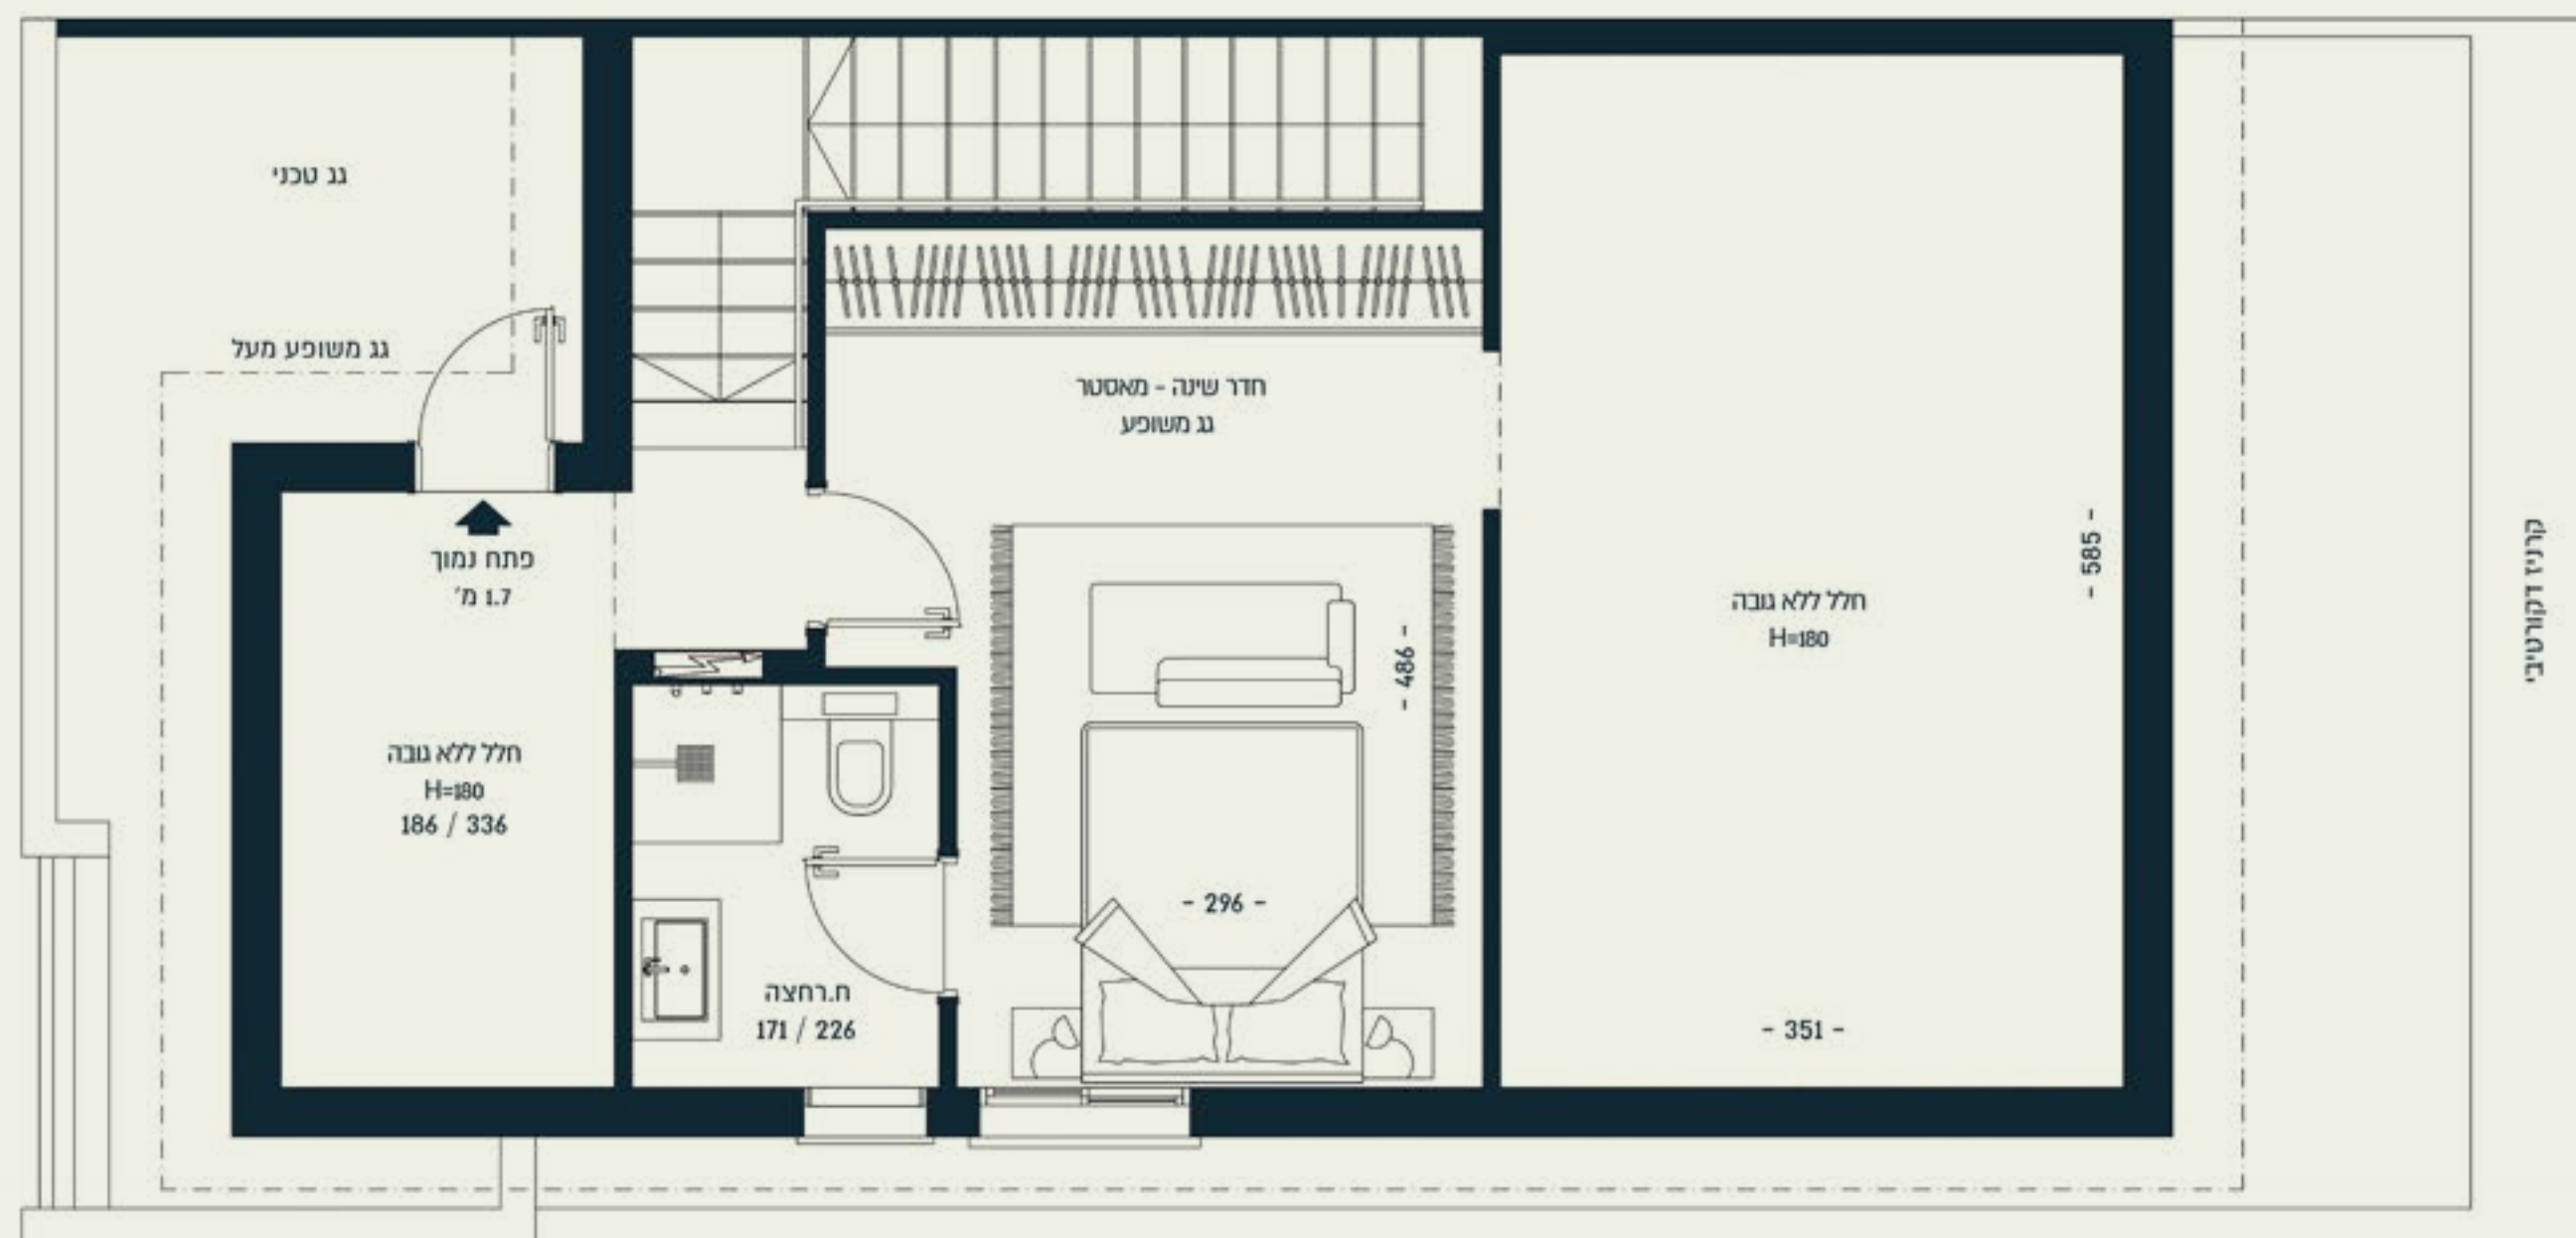 גג טכני
גג משופע מעל
פתח נמוך
1.7 מ'
חלל ללא גובה
H=180
186 / 336
ח.רחצה
171 / 226
חדר שינה - מאסטר
גג משופע
- 486 -
- 296 -
חלל ללא גובה
H=180
- 585 -
- 351 -
קרניז דקורטיבי